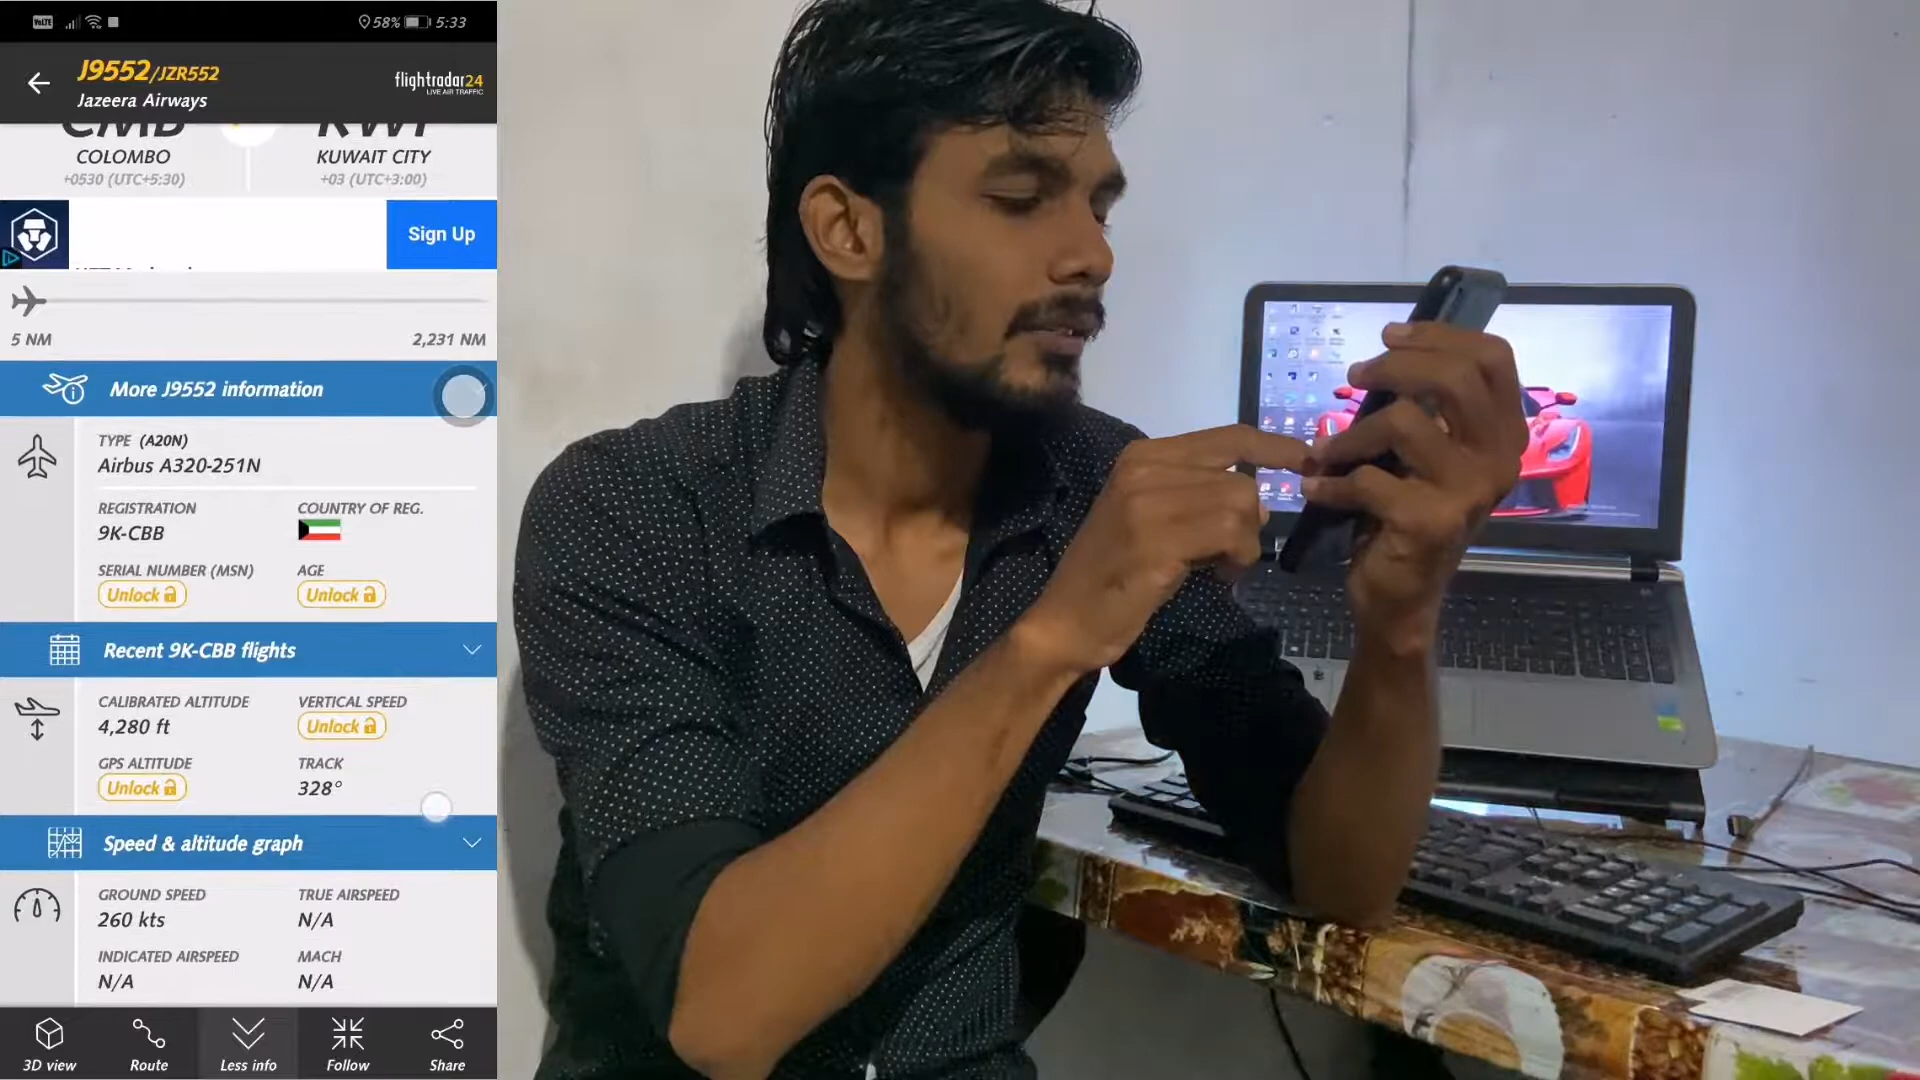 VoLTE 58% 5:33
J9552/JZR552
Jazeera Airways
flightradar24
LIVE AIR TRAFFIC
CMB KWI
COLOMBO KUWAIT CITY
+0530 (UTC+5:30) +03 (UTC+3:00)
Sign Up
5 NM 2,231 NM
More J9552 information
TYPE (A20N)
Airbus A320-251N
REGISTRATION COUNTRY OF REG.
9K-CBB
SERIAL NUMBER (MSN) AGE
Unlock Unlock
Recent 9K-CBB flights
CALIBRATED ALTITUDE VERTICAL SPEED
4,280 ft Unlock
GPS ALTITUDE TRACK
Unlock 328°
Speed & altitude graph
GROUND SPEED TRUE AIRSPEED
260 kts N/A
INDICATED AIRSPEED MACH
N/A N/A
3D view Route Less info Follow Share